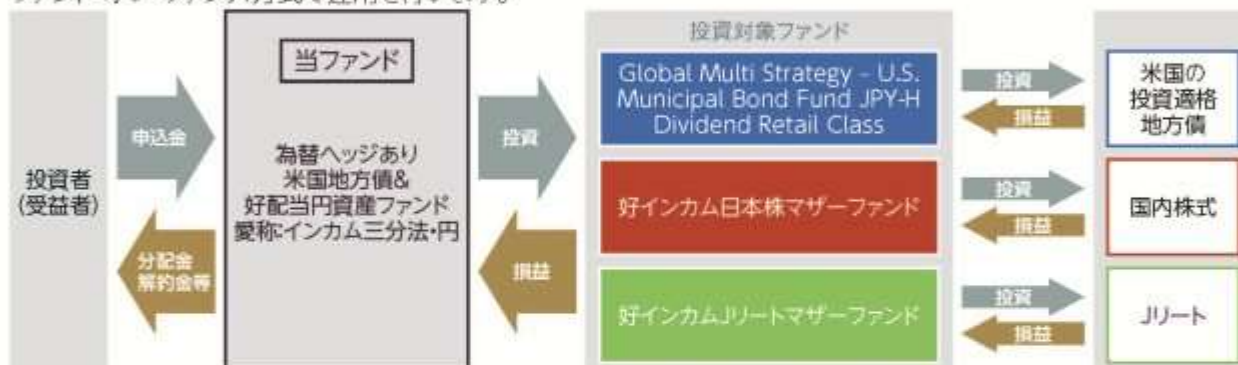 投資者
(受益者)
申込金
分配金
解約金等
当ファンド
為替ヘッジあり
米国地方債&
好配当円資産ファンド
愛称:インカム三分法・円
投資
損益
投資対象ファンド
Global Multi Strategy - U.S.
Municipal Bond Fund JPY-H
Dividend Retail Class
投資
損益
米国の
投資適格
地方債
好インカム日本株マザーファンド
投資
損益
国内株式
好インカムJリートマザーファンド
投資
損益
Jリート